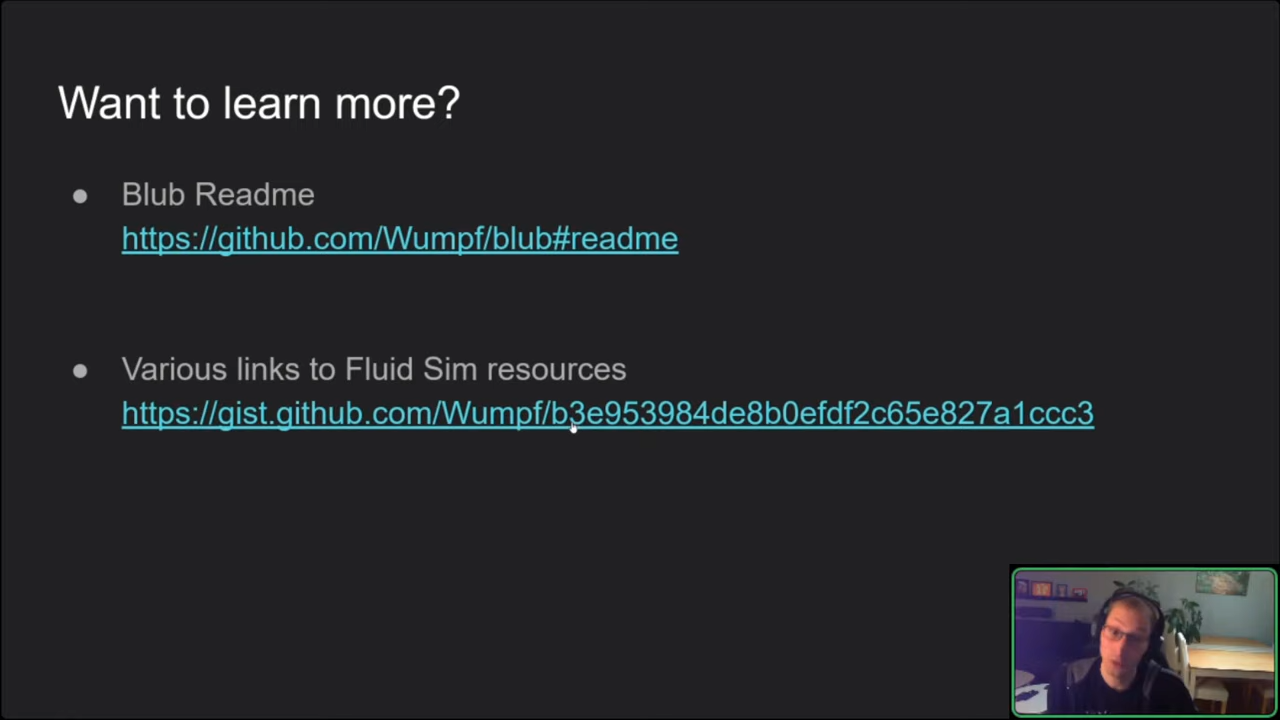 Want to learn more?
● Blub Readme
https://github.com/Wumpf/blub#readme
● Various links to Fluid Sim resources
https://gist.github.com/Wumpf/b3e953984de8b0efdf2c65e827a1ccc3